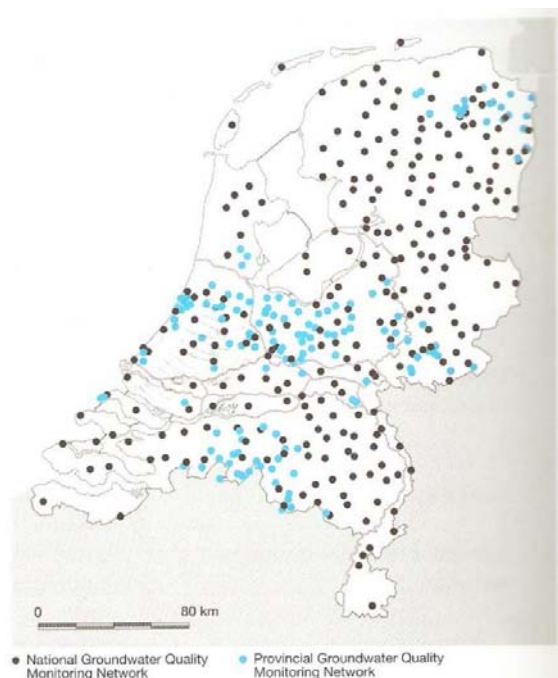 0 80 km
National Groundwater Quality
Monitoring Network
Provincial Groundwater Quality
Monitoring Network